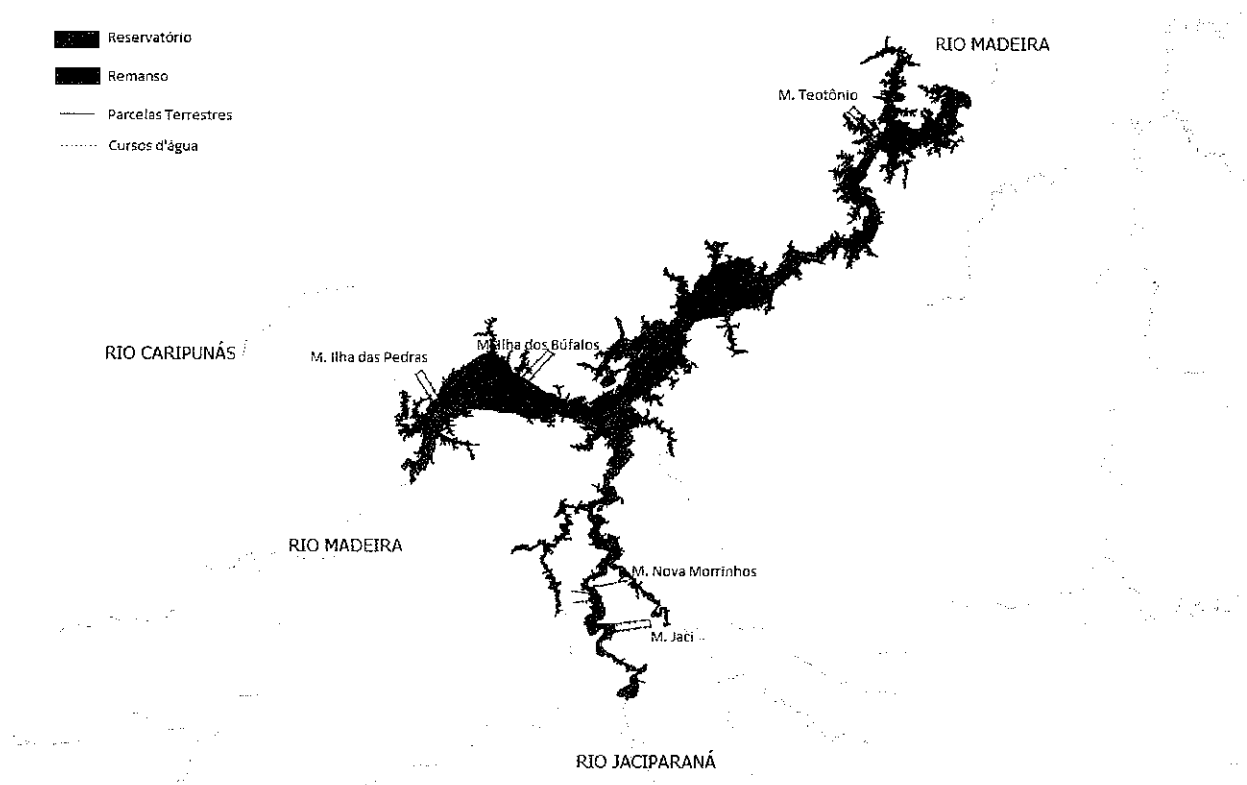 Reservatório
Remanso
Parcelas Terrestres
Cursos d'água
RIO MADEIRA
M. Teotônio
RIO CARIPUNÁS
M. Ilha das Pedras
M. Ilha dos Búfalos
RIO MADEIRA
M. Nova Morrinhos
M. Jaci
RIO JACIPARANÁ